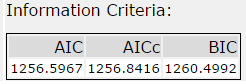 Information Criteria:
AIC AICc BIC
1256.5967 1256.8416 1260.4992